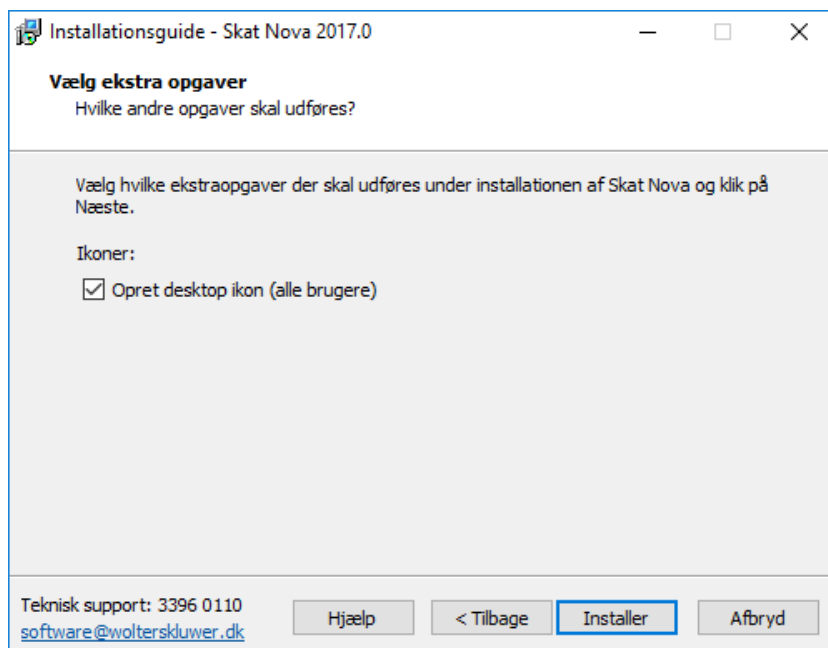 Installationsguide - Skat Nova 2017.0
Vælg ekstra opgaver
Hvilke andre opgaver skal udføres?
Vælg hvilke ekstraopgaver der skal udføres under installationen af Skat Nova og klik på
Næste.
Ikoner:
Opret desktop ikon (alle brugere)
Teknisk support: 3396 0110
software@wolterskluwer.dk
Hjælp
< Tilbage
Installer
Afbryd